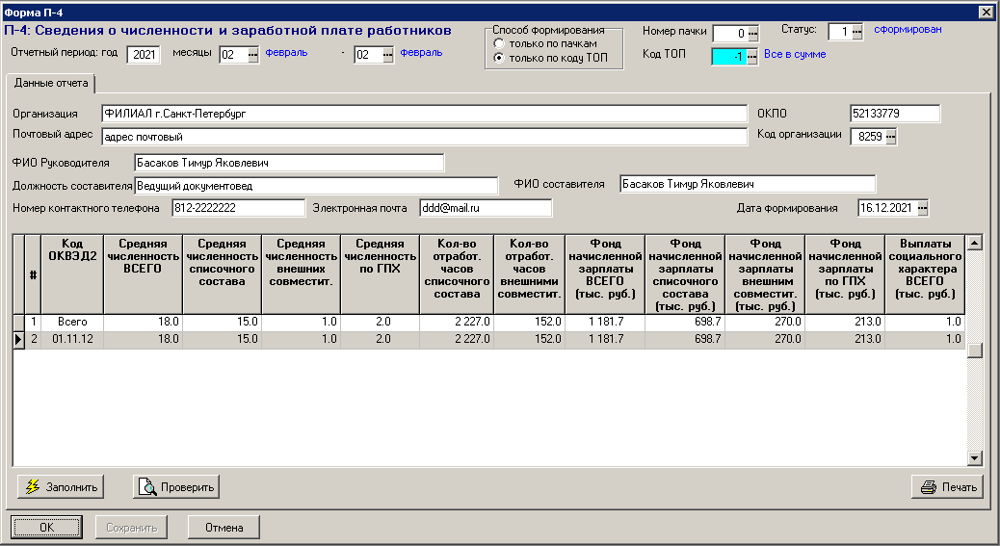 Форма П-4
П-4: Сведения о численности и заработной плате работников
Способ формирования
только по пачкам
только по коду ТОП
Номер пачки 0 ...
Статус: 1 ... сформирован
Отчетный период: год 2021 месяцы 02 ... февраль - 02 ... февраль
Код ТОП -1 ... Все в сумме
Данные отчета
Организация ФИЛИАЛ г.Санкт-Петербург ОКПО 52133779
Почтовый адрес адрес почтовый Код организации 8259 ...
ФИО Руководителя Басаков Тимур Яковлевич
Должность составителя Ведущий документовед ФИО составителя Басаков Тимур Яковлевич
Номер контактного телефона 812-2222222 Электронная почта ddd@mail.ru Дата формирования 16.12.2021 ...
#
Код ОКВЭД2
Средняя численность ВСЕГО
Средняя численность списочного состава
Средняя численность внешних совместит.
Средняя численность по ГПХ
Кол-во отработ. часов списочного состава
Кол-во отработ. часов внешними совместит.
Фонд начисленной зарплаты ВСЕГО (тыс. руб.)
Фонд начисленной зарплаты списочного состава (тыс. руб.)
Фонд начисленной зарплаты внешним совместит. (тыс. руб.)
Фонд начисленной зарплаты по ГПХ (тыс. руб.)
Выплаты социального характера ВСЕГО (тыс. руб.)
1 Всего 18.0 15.0 1.0 2.0 2 227.0 152.0 1 181.7 698.7 270.0 213.0 1.0
2 01.11.12 18.0 15.0 1.0 2.0 2 227.0 152.0 1 181.7 698.7 270.0 213.0 1.0
Заполнить Проверить Печать
OK Сохранить Отмена